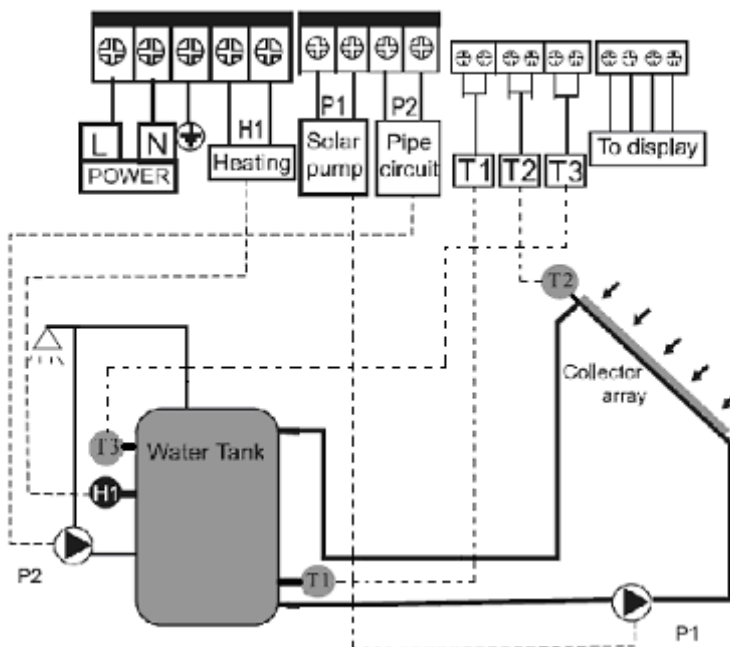 P1
P2
L
N
H1
POWER
Heating
Solar
pump
Pipe
circuit
T1
T2
T3
To display
T2
Collector
array
T3
Water Tank
H1
T1
P2
P1